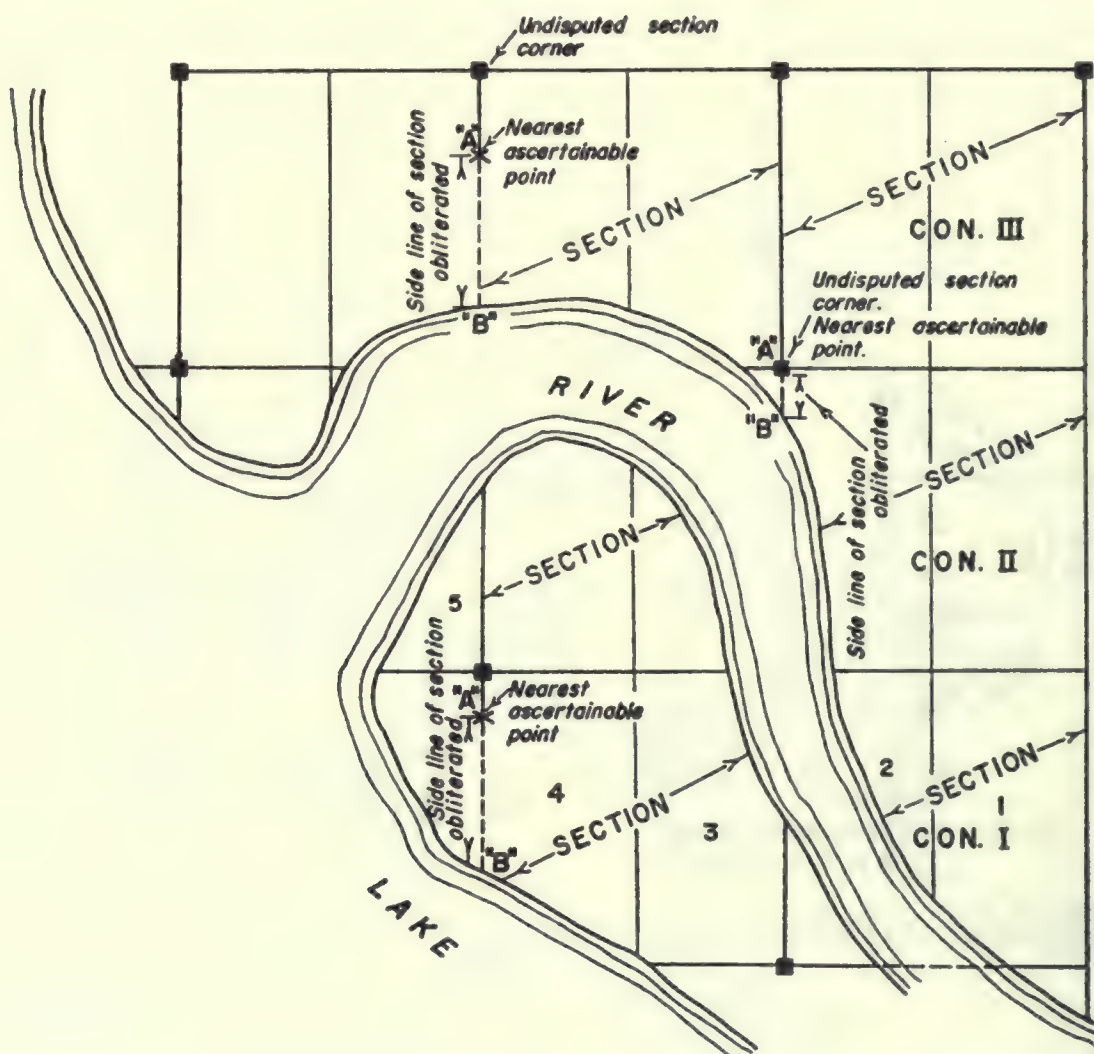 Undisputed section
corner
"A"
Nearest
ascertainable
point
Side line of section
obliterated
"B"
SECTION
SECTION
CON. III
Undisputed section
corner.
Nearest ascertainable
point.
"A"
"B"
Side line of section
obliterated
RIVER
SECTION
CON. II
SECTION
5
"A"
Nearest
ascertainable
point
Side line of section
obliterated
"B"
4
SECTION
3
2
SECTION
1
CON. I
LAKE